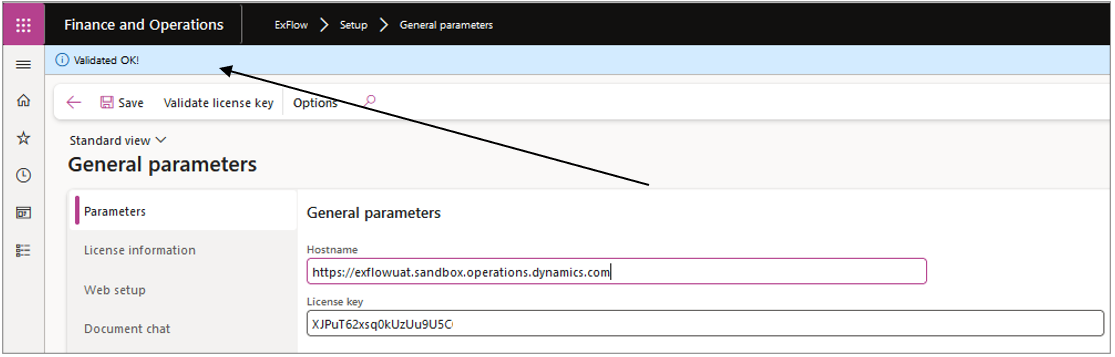 Finance and Operations ExFlow > Setup > General parameters
Validated OK!
Save Validate license key Options
Standard view
General parameters
Parameters
License information
Web setup
Document chat
General parameters
Hostname
https://exflowuat.sandbox.operations.dynamics.com
License key
XJPuT62xsq0kUzUu9U5C